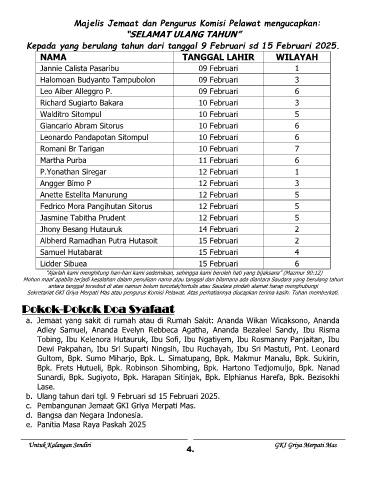 Majelis Jemaat dan Pengurus Komisi Pelawat mengucapkan:
"SELAMAT ULANG TAHUN"
Kepada yang berulang tahun dari tanggal 9 Februari sd 15 Februari 2025.
NAMA TANGGAL LAHIR WILAYAH
Jannie Calista Pasaribu 09 Februari 1
Halomoan Budyanto Tampubolon 09 Februari 3
Leo Aiber Alleggro P. 09 Februari 6
Richard Sugiarto Bakara 10 Februari 3
Walditro Sitompul 10 Februari 5
Giancarlo Abram Sitorus 10 Februari 6
Leonardo Pandapotan Sitompul 10 Februari 6
Romani Br Tarigan 10 Februari 7
Martha Purba 11 Februari 6
P.Yonathan Siregar 12 Februari 1
Angger Bimo P 12 Februari 3
Anette Estelita Manurung 12 Februari 5
Fedrico Mora Pangihutan Sitorus 12 Februari 5
Jasmine Tabitha Prudent 12 Februari 5
Jhony Besang Hutauruk 14 Februari 2
Albherd Ramadhan Putra Hutasoit 15 Februari 2
Samuel Hutabarat 15 Februari 4
Lidder Sibuea 15 Februari 6
"Ajarlah kami menghitung hari-hari kami sedemikian, sehingga kami beroleh hati yang bijaksana" (Mazmur 90:12)
Mohon maaf apabila terjadi kesalahan dalam penulisan nama atau tanggal dan bilamana ada diantara Saudara yang berulang tahun
antara tanggal tersebut di atas namun belum tercetak/tertulis atau Saudara pindah alamat harap menghubungi
Sekretariat GKI Griya Merpati Mas atau pengurus Komisi Pelawat. Atas perhatiannya diucapkan terima kasih. Tuhan memberkati.
Pokok-Pokok Doa Syafaat
a. Jemaat yang sakit di rumah atau di Rumah Sakit: Ananda Wikan Wicaksono, Ananda
Adley Samuel, Ananda Evelyn Rebbeca Agatha, Ananda Bezaleel Sandy, Ibu Risma
Tobing, Ibu Kelenora Hutauruk, Ibu Sofi, Ibu Ngatiyem, Ibu Rosmanny Panjaitan, Ibu
Dewi Pakpahan, Ibu Sri Suparti Ningsih, Ibu Ruchayah, Ibu Sri Mastuti, Pnt. Leonard
Gultom, Bpk. Sumo Miharjo, Bpk. L. Simatupang, Bpk. Makmur Manalu, Bpk. Sukirin,
Bpk. Frets Hutueli, Bpk. Robinson Sihombing, Bpk. Hartono Tedjomuljo, Bpk. Nanad
Sunardi, Bpk. Sugiyoto, Bpk. Harapan Sitinjak, Bpk. Elphianus Harefa, Bpk. Bezisokhi
Lase.
b. Ulang tahun dari tgl. 9 Februari sd 15 Februari 2025.
c. Pembangunan Jemaat GKI Griya Merpati Mas.
d. Bangsa dan Negara Indonesia.
e. Panitia Masa Raya Paskah 2025
Untuk Kalangan Sendiri GKI Griya Merpati Mas
4.